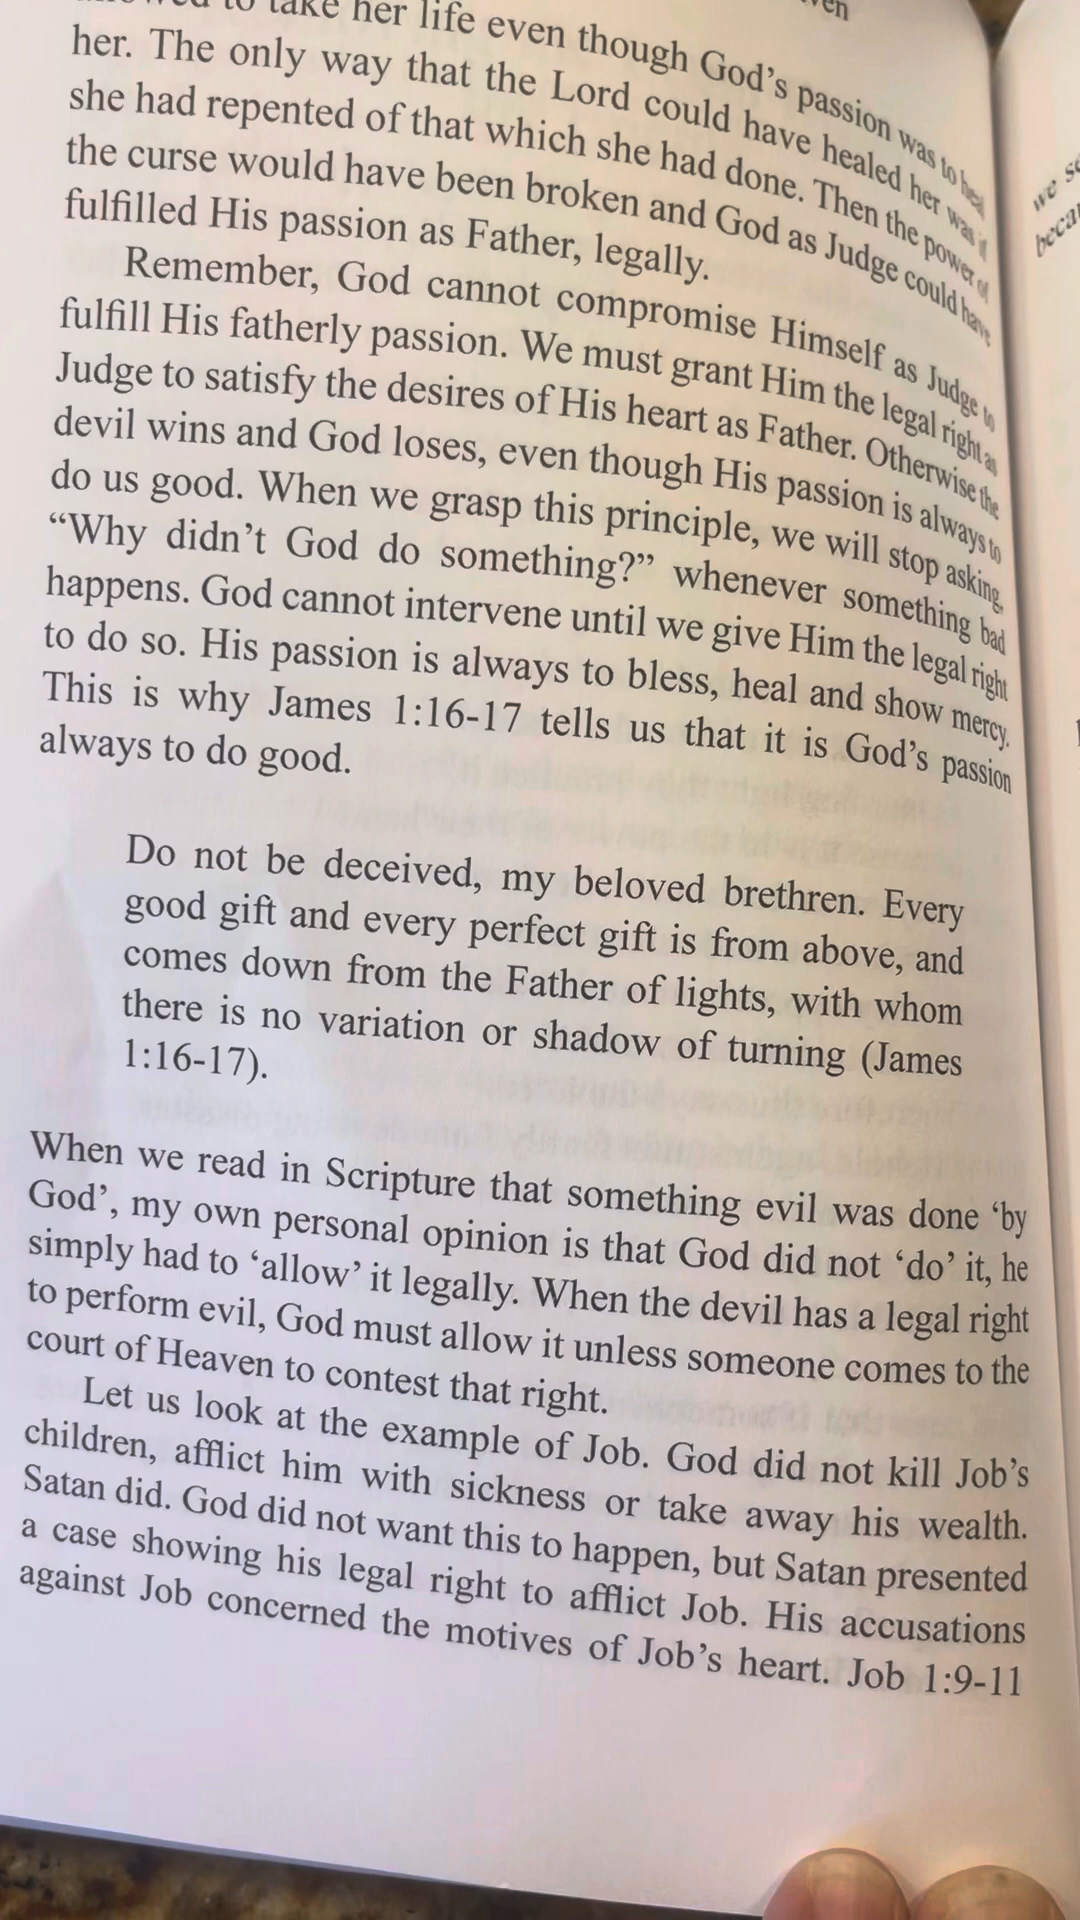 to take her life even though God's passion was to heal
her. The only way that the Lord could have healed her was if
she had repented of that which she had done. Then the power of
the curse would have been broken and God as Judge could have
fulfilled His passion as Father, legally.
Remember, God cannot compromise Himself as Judge to
fulfill His fatherly passion. We must grant Him the legal right as
Judge to satisfy the desires of His heart as Father. Otherwise the
devil wins and God loses, even though His passion is always to
do us good. When we grasp this principle, we will stop asking,
“Why didn’t God do something?” whenever something bad
happens. God cannot intervene until we give Him the legal right
to do so. His passion is always to bless, heal and show mercy.
This is why James 1:16-17 tells us that it is God’s passion
always to do good.
Do not be deceived, my beloved brethren. Every
good gift and every perfect gift is from above, and
comes down from the Father of lights, with whom
there is no variation or shadow of turning (James
1:16-17).
When we read in Scripture that something evil was done ‘by
God’, my own personal opinion is that God did not ‘do’ it, he
simply had to ‘allow’ it legally. When the devil has a legal right
to perform evil, God must allow it unless someone comes to the
court of Heaven to contest that right.
Let us look at the example of Job. God did not kill Job’s
children, afflict him with sickness or take away his wealth.
Satan did. God did not want this to happen, but Satan presented
a case showing his legal right to afflict Job. His accusations
against Job concerned the motives of Job’s heart. Job 1:9-11
we